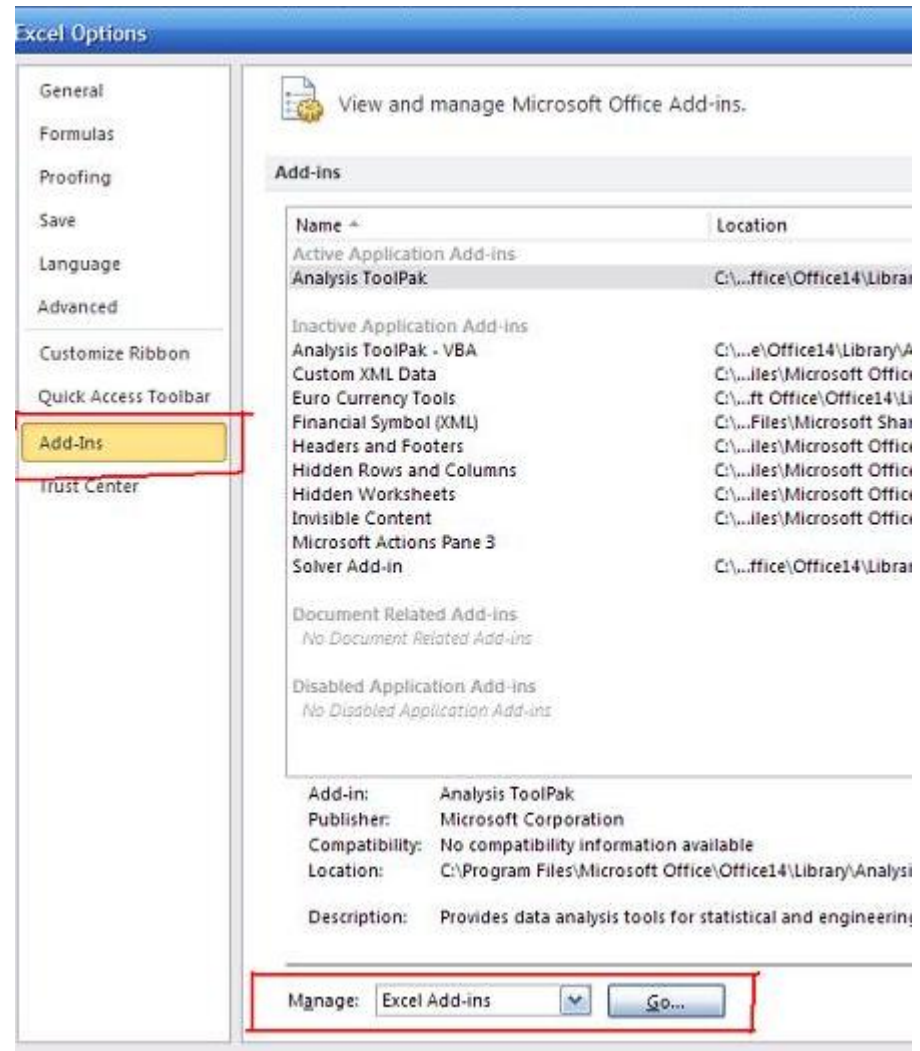 Excel Options
General
Formulas
Proofing
Save
Language
Advanced
Customize Ribbon
Quick Access Toolbar
Add-Ins
Trust Center
View and manage Microsoft Office Add-ins.
Add-ins
Name Location
Active Application Add-ins
Analysis ToolPak C:\...ffice\Office14\Librar
Inactive Application Add-ins
Analysis ToolPak - VBA C:\...e\Office14\Library\A
Custom XML Data C:\...iles\Microsoft Office
Euro Currency Tools C:\...ft Office\Office14\Li
Financial Symbol (XML) C:\...Files\Microsoft Shar
Headers and Footers C:\...iles\Microsoft Office
Hidden Rows and Columns C:\...iles\Microsoft Office
Hidden Worksheets C:\...iles\Microsoft Office
Invisible Content C:\...iles\Microsoft Office
Microsoft Actions Pane 3
Solver Add-in C:\...ffice\Office14\Librar
Document Related Add-ins
No Document Related Add-ins
Disabled Application Add-ins
No Disabled Application Add-ins
Add-in: Analysis ToolPak
Publisher: Microsoft Corporation
Compatibility: No compatibility information available
Location: C:\Program Files\Microsoft Office\Office14\Library\Analysi
Description: Provides data analysis tools for statistical and engineering
Manage: Excel Add-ins Go...